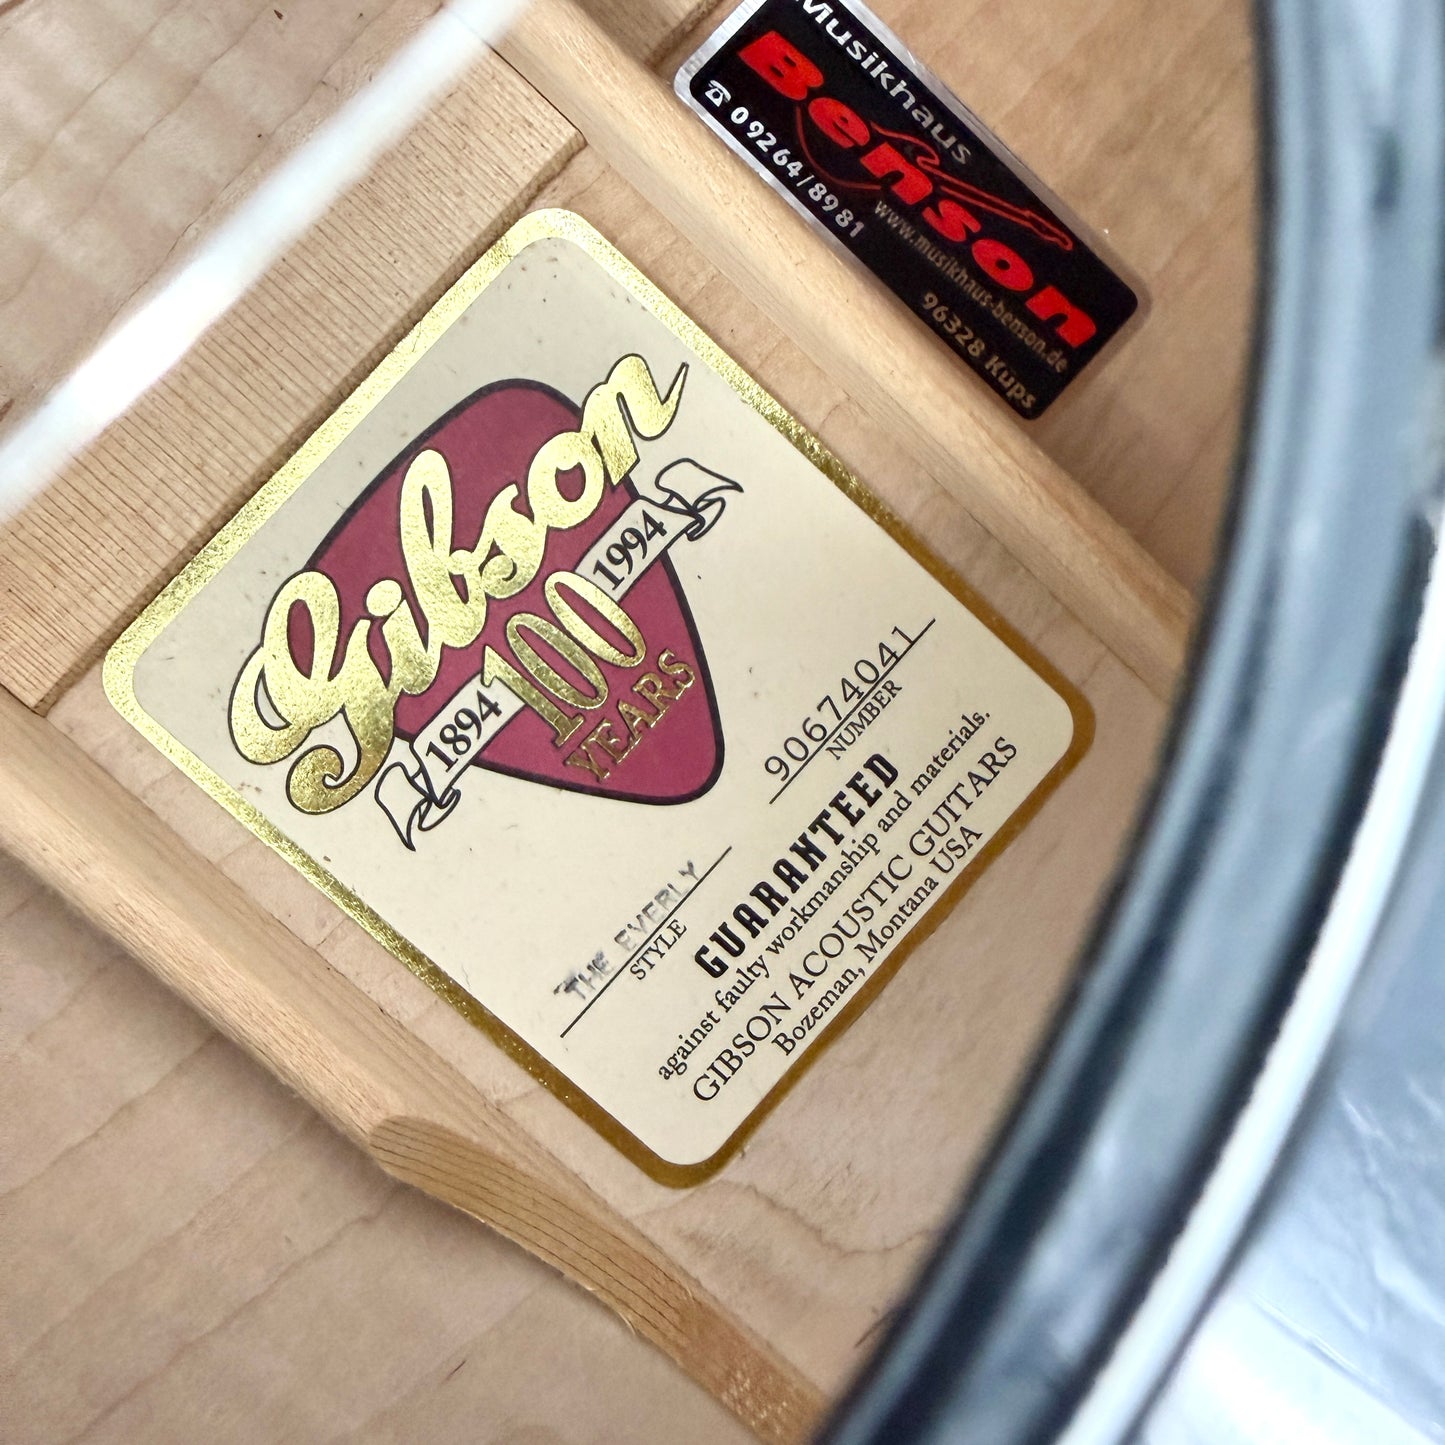 Musikhaus
Benson
☎ 09264/8981
www.musikhaus-benson.de
96328 Küps
Gibson
1894 100 1994
YEARS
THE EVERLY
STYLE
90674041
NUMBER
GUARANTEED
against faulty workmanship and materials.
GIBSON ACOUSTIC GUITARS
Bozeman, Montana USA